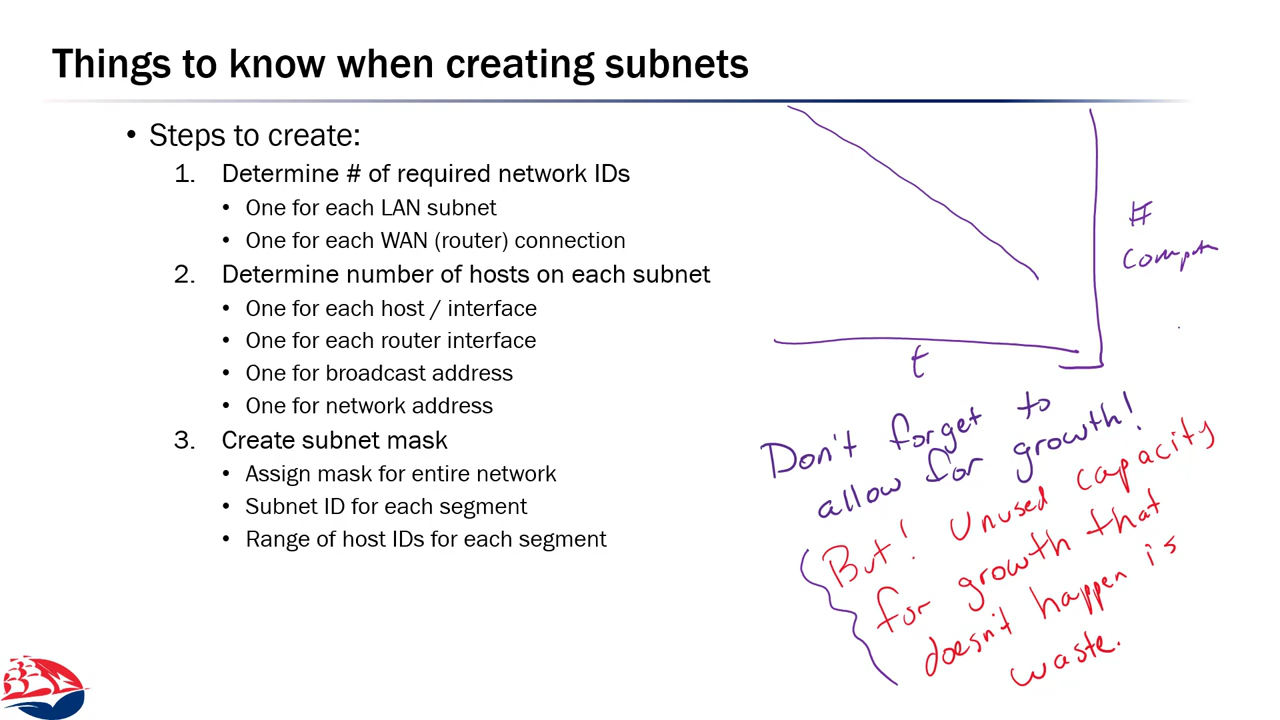 Things to know when creating subnets
• Steps to create:
1. Determine # of required network IDs
• One for each LAN subnet
• One for each WAN (router) connection
2. Determine number of hosts on each subnet
• One for each host / interface
• One for each router interface
• One for broadcast address
• One for network address
3. Create subnet mask
• Assign mask for entire network
• Subnet ID for each segment
• Range of host IDs for each segment
#
t
Don't forget to
allow for growth!
But! Unused capacity
for growth that
doesn't happen is
waste.